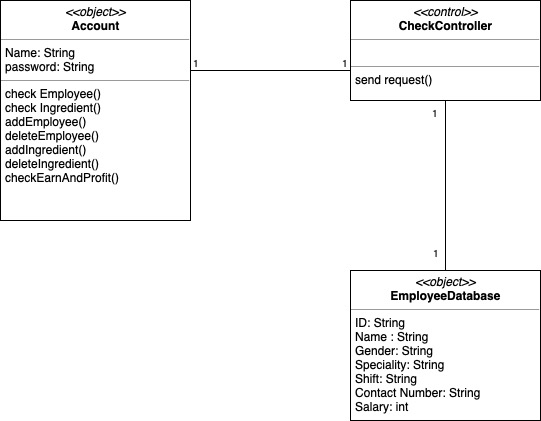 <<object>>
Account
Name: String
password: String
check Employee()
check Ingredient()
addEmployee()
deleteEmployee()
addIngredient()
deleteIngredient()
checkEarnAndProfit()
1
1
<<control>>
CheckController
send request()
1
1
<<object>>
EmployeeDatabase
ID: String
Name : String
Gender: String
Speciality: String
Shift: String
Contact Number: String
Salary: int